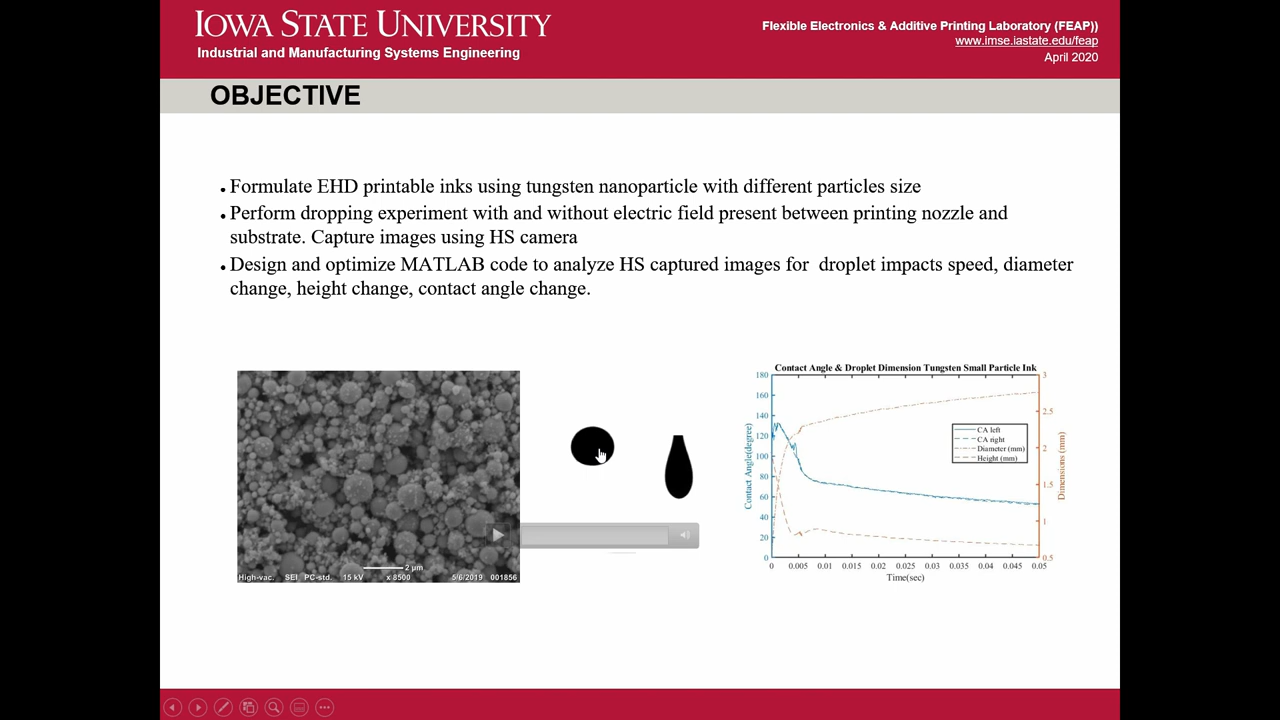 IOWA STATE UNIVERSITY
Industrial and Manufacturing Systems Engineering
Flexible Electronics & Additive Printing Laboratory (FEAP))
www.imse.iastate.edu/feap
April 2020
OBJECTIVE
• Formulate EHD printable inks using tungsten nanoparticle with different particles size
• Perform dropping experiment with and without electric field present between printing nozzle and
substrate. Capture images using HS camera
• Design and optimize MATLAB code to analyze HS captured images for droplet impacts speed, diameter
change, height change, contact angle change.
2 μm
High-vac. SEI PC-std. 15 kV x 8500 5/6/2019 001856
Contact Angle & Droplet Dimension Tungsten Small Particle Ink
Contact Angle(degree)
180
160
140
120
100
80
60
40
20
0
CA left
CA right
Diameter (mm)
Height (mm)
3
2.5
2
1.5
1
0.5
Dimensions (mm)
0 0.005 0.01 0.015 0.02 0.025 0.03 0.035 0.04 0.045 0.05
Time(sec)